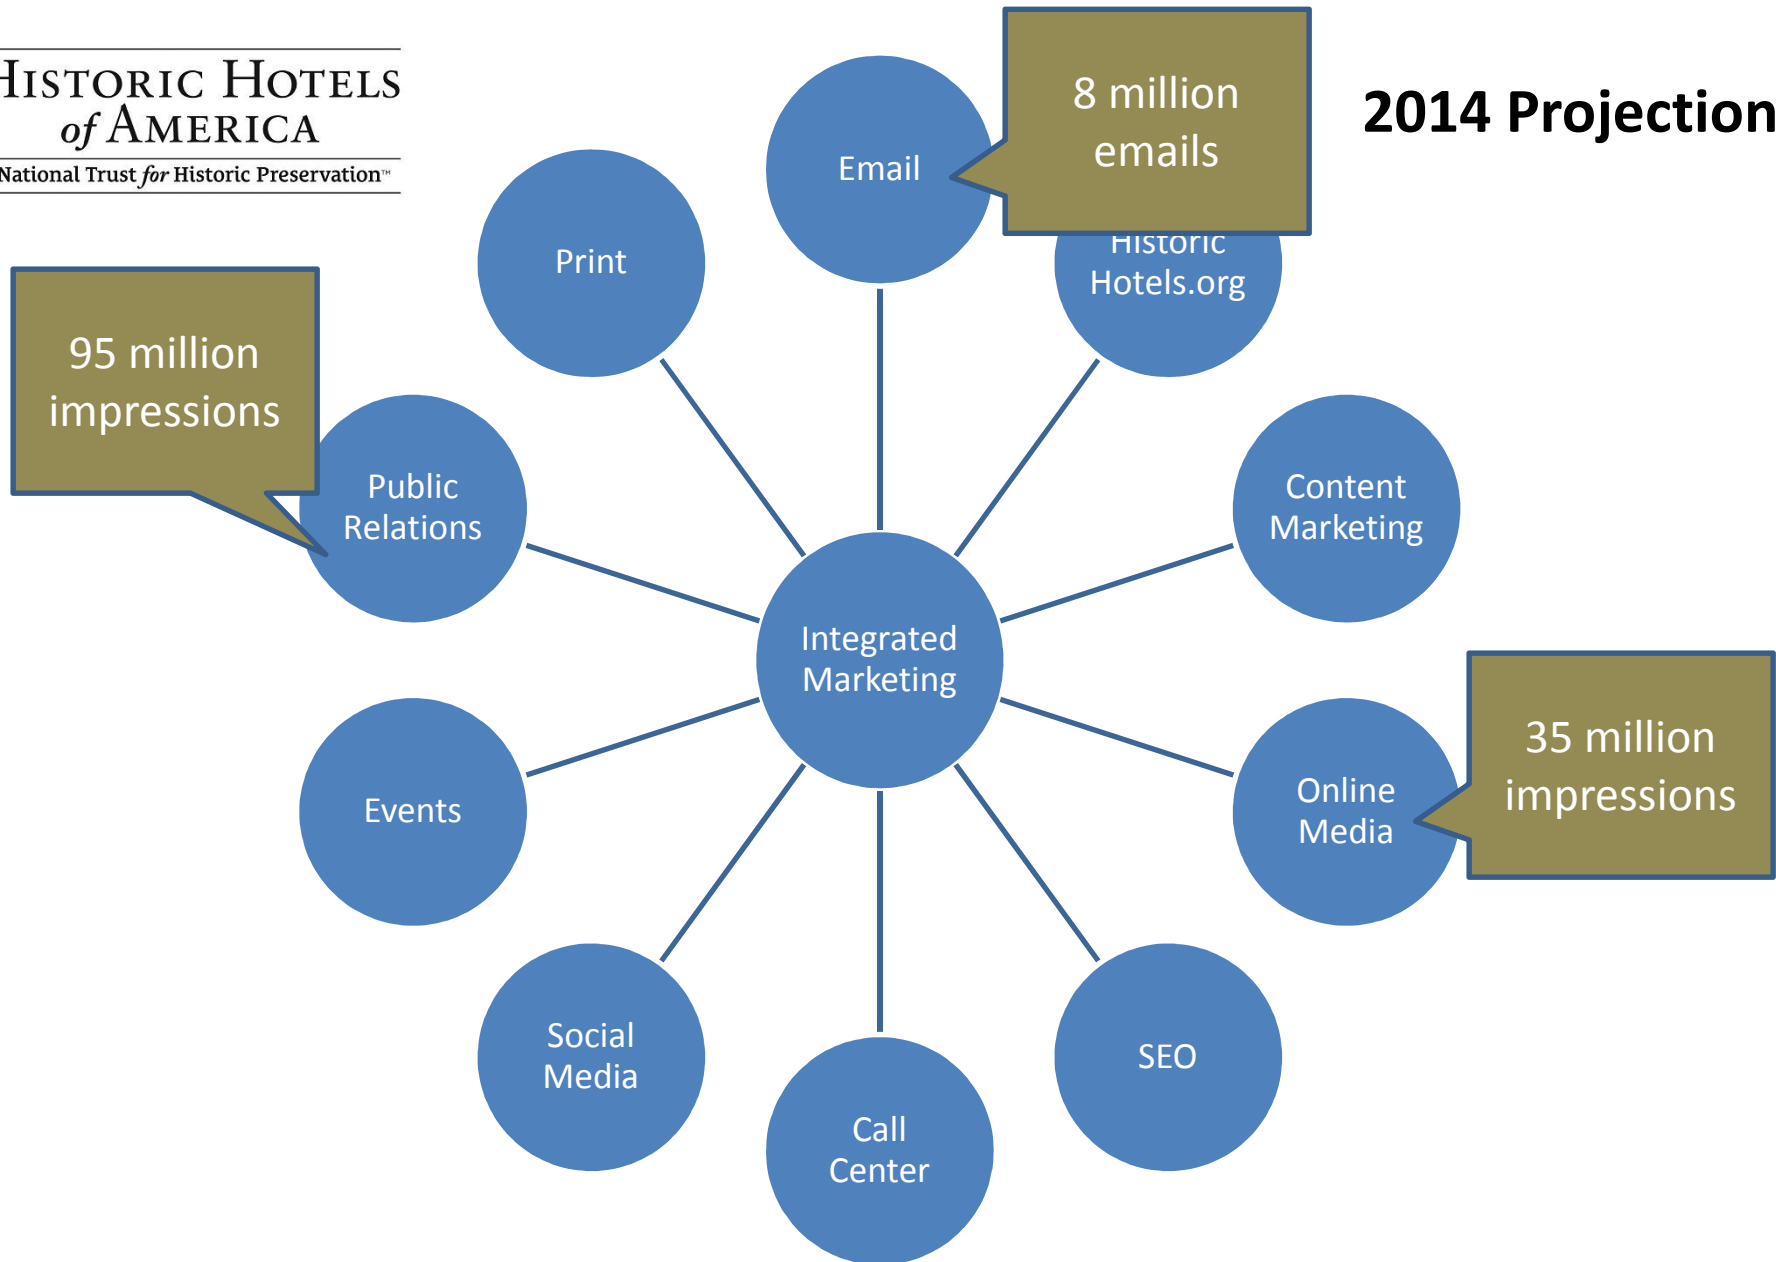 HISTORIC HOTELS
of AMERICA
National Trust for Historic Preservation™
2014 Projection
8 million
emails
Email
Print
Historic
Hotels.org
95 million
impressions
Public
Relations
Content
Marketing
Integrated
Marketing
35 million
impressions
Online
Media
Events
Social
Media
SEO
Call
Center